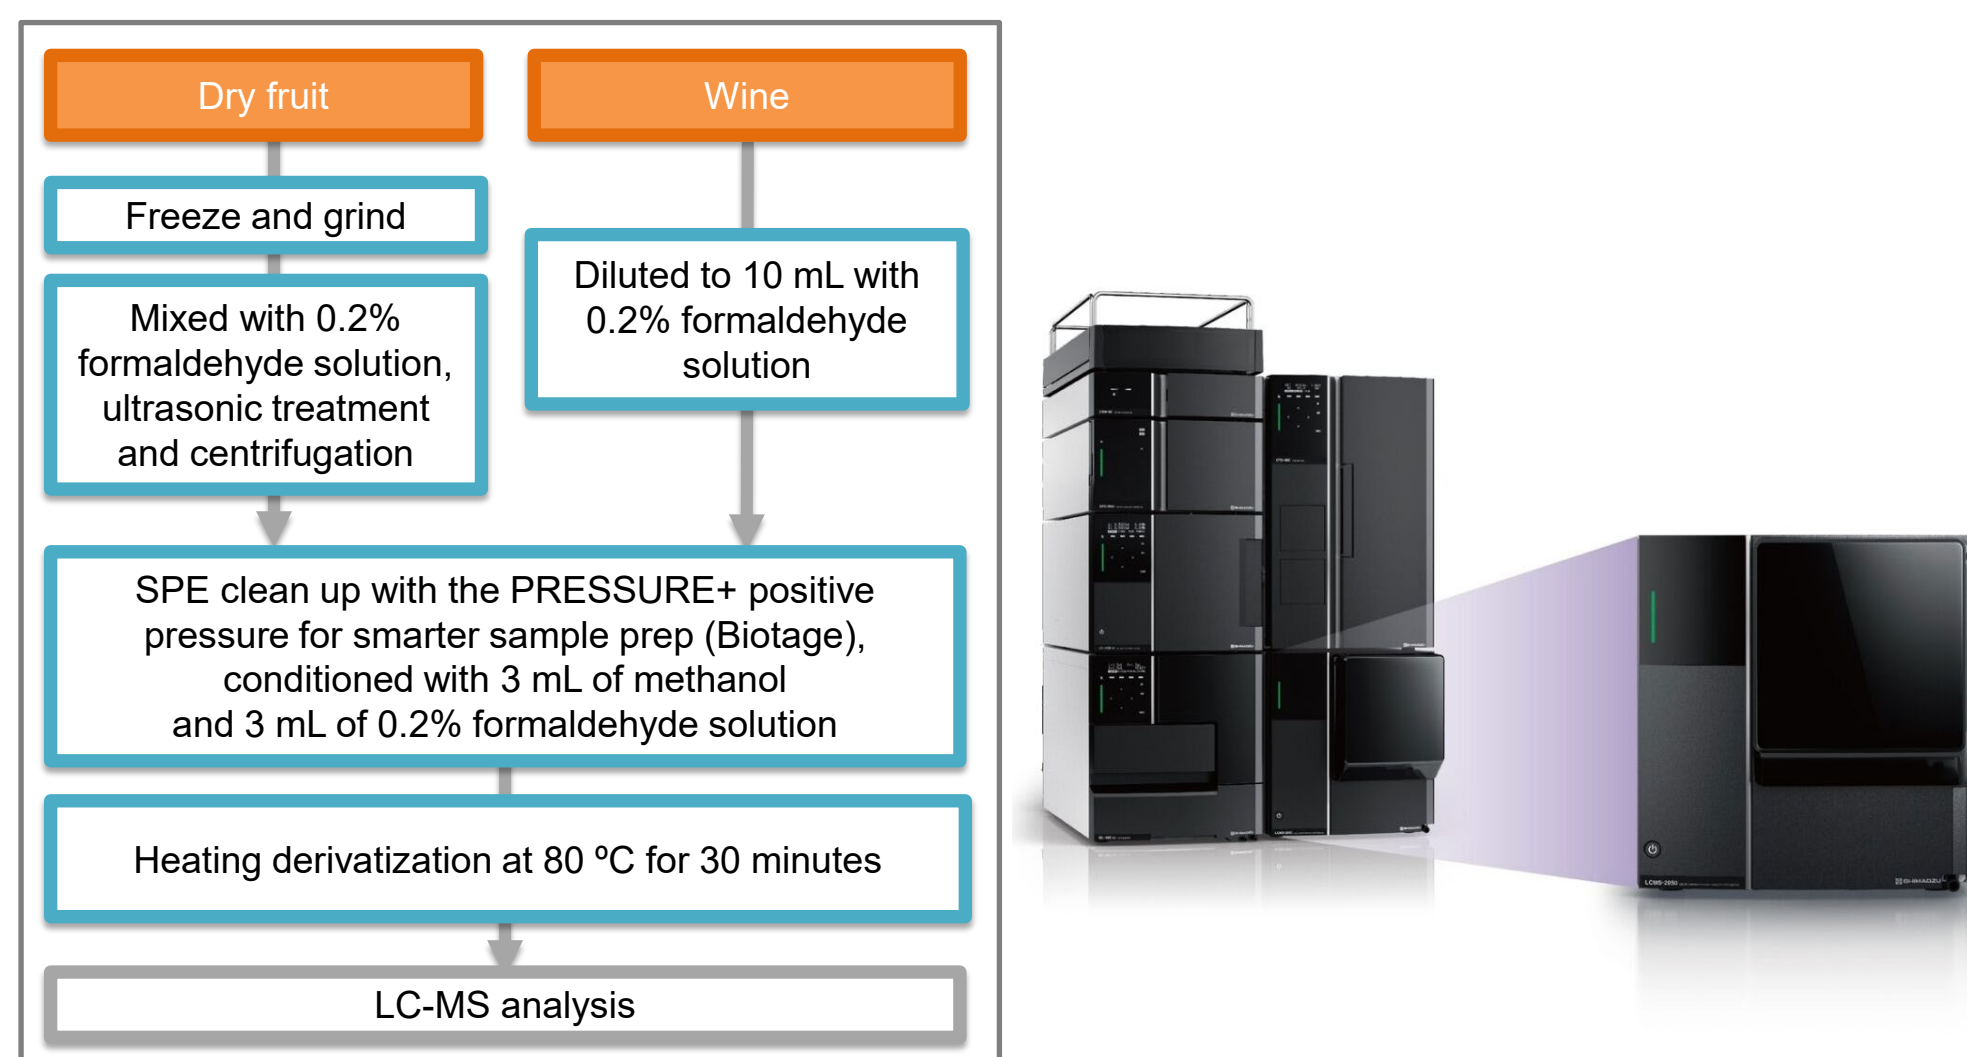 Dry fruit
Wine
Freeze and grind
Mixed with 0.2%
formaldehyde solution,
ultrasonic treatment
and centrifugation
Diluted to 10 mL with
0.2% formaldehyde
solution
SPE clean up with the PRESSURE+ positive
pressure for smarter sample prep (Biotage),
conditioned with 3 mL of methanol
and 3 mL of 0.2% formaldehyde solution
Heating derivatization at 80 ºC for 30 minutes
LC-MS analysis
LCMS-2050
SHIMADZU